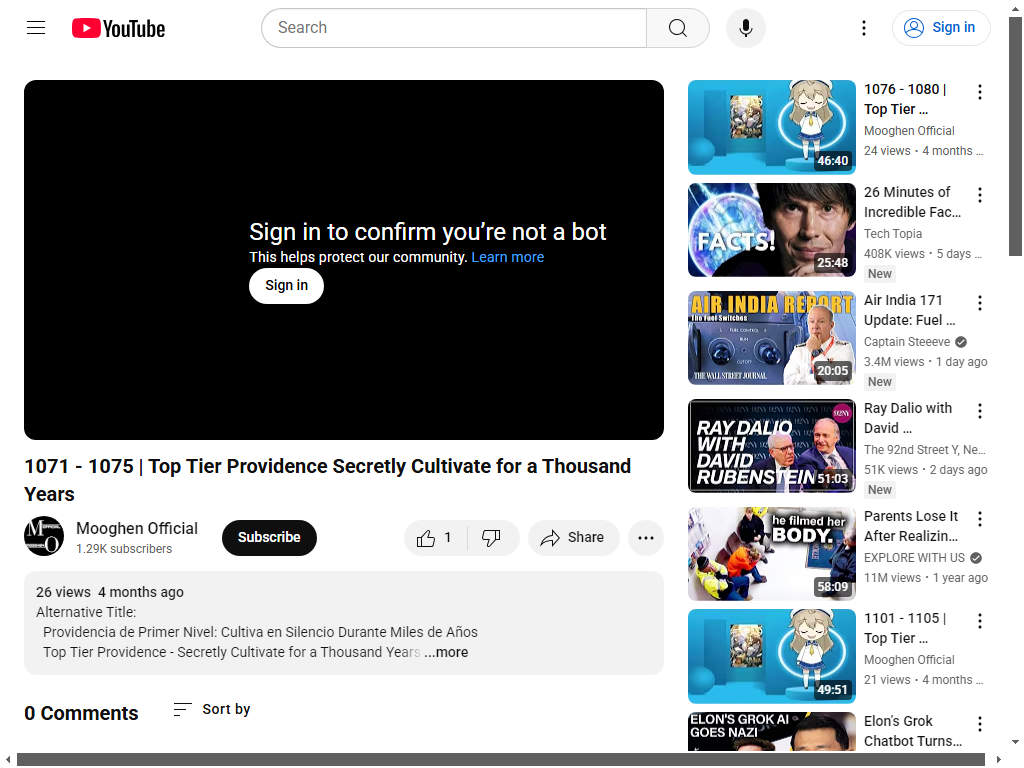 YouTube
Search
Sign in
Sign in to confirm you’re not a bot
This helps protect our community. Learn more
Sign in
1071 - 1075 | Top Tier Providence Secretly Cultivate for a Thousand
Years
Mooghen Official
1.29K subscribers
Subscribe
1
Share
26 views 4 months ago
Alternative Title:
Providencia de Primer Nivel: Cultiva en Silencio Durante Miles de Años
Top Tier Providence - Secretly Cultivate for a Thousand Years ...more
0 Comments
Sort by
46:40
1076 - 1080 |
Top Tier ...
Mooghen Official
24 views • 4 months ...
FACTS!
25:48
26 Minutes of
Incredible Fac...
Tech Topia
408K views • 5 days ...
New
AIR INDIA REPORT
The Fuel Switches
FUEL CONTROL
RUN
CUTOFF
THE WALL STREET JOURNAL
20:05
Air India 171
Update: Fuel ...
Captain Steeeve
3.4M views • 1 day ago
New
92NY
RAY DALIO
WITH
DAVID
RUBENSTEIN
51:03
Ray Dalio with
David ...
The 92nd Street Y, Ne...
51K views • 2 days ago
New
he filmed her
BODY.
58:09
Parents Lose It
After Realizin...
EXPLORE WITH US
11M views • 1 year ago
49:51
1101 - 1105 |
Top Tier ...
Mooghen Official
21 views • 4 months ...
ELON'S GROK AI
GOES NAZI
Elon’s Grok
Chatbot Turns...